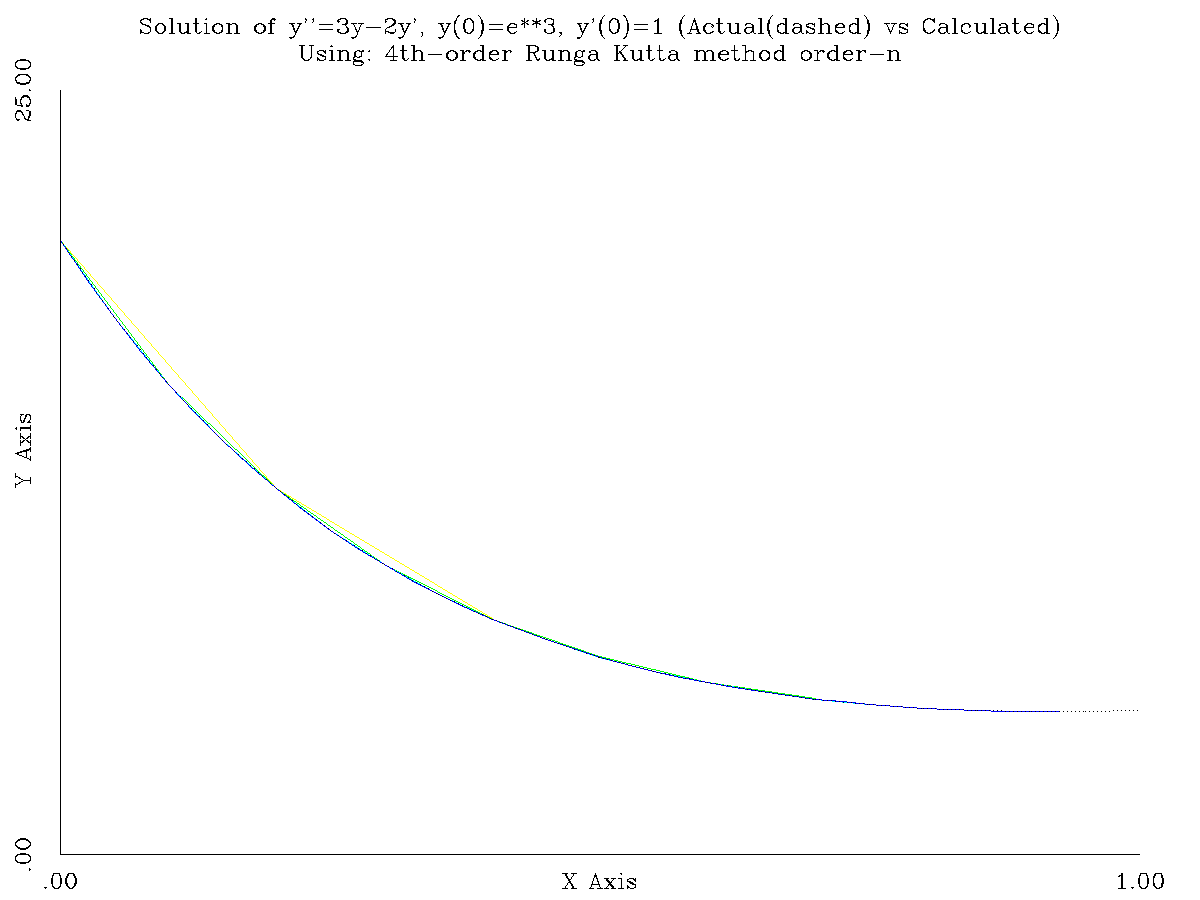 Solution of y''=3y−2y', y(0)=e**3, y'(0)=1 (Actual(dashed) vs Calculated)
Using: 4th−order Runga Kutta method order−n
25.00
Y Axis
.00
.00
X Axis
1.00